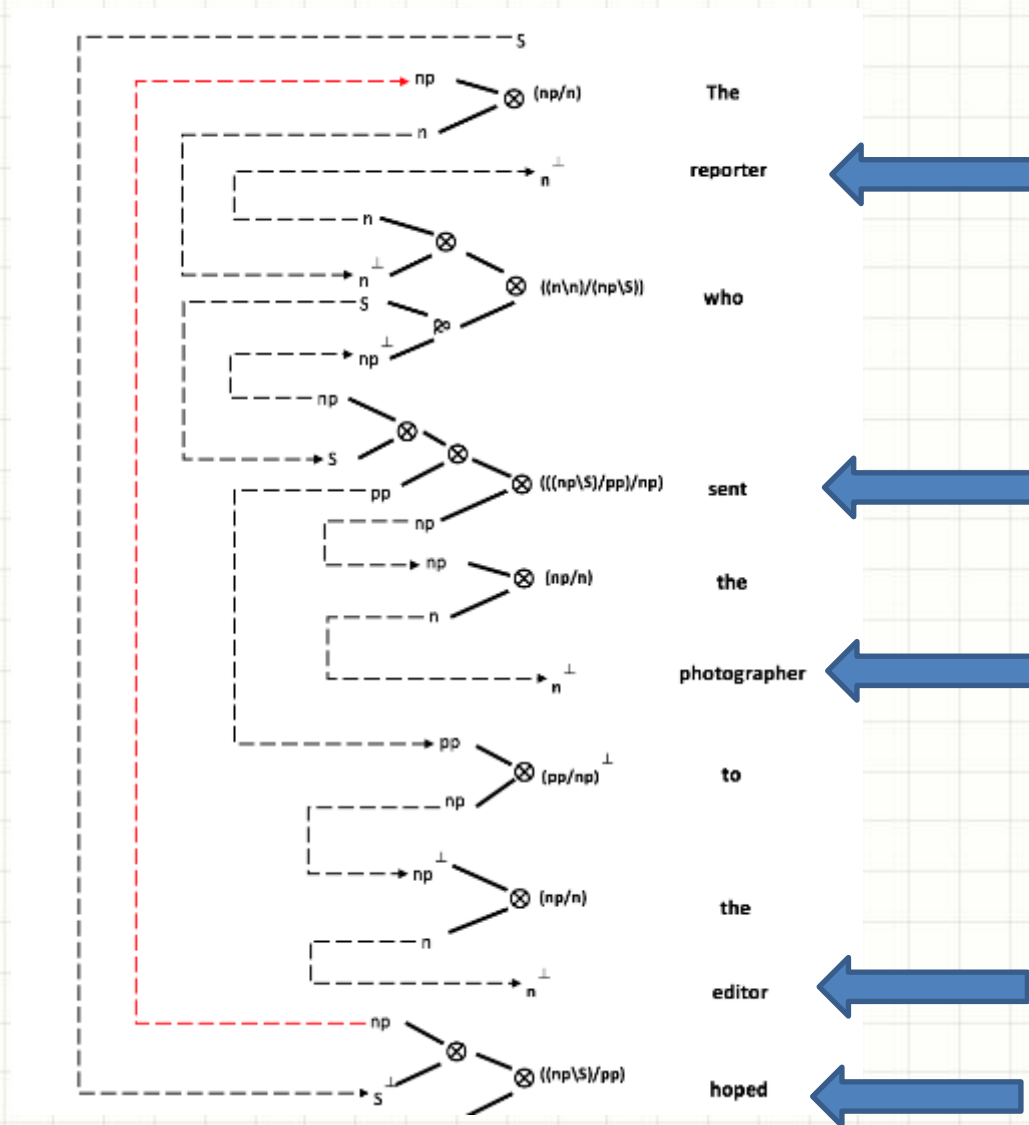 S
np (np/n) The
n
n ⊥ reporter
n
n ⊥
((n\n)/(np\S)) who
S
⅋
np ⊥
np
S
(((np\S)/pp)/np) sent
pp
np
np (np/n) the
n
n ⊥ photographer
pp
(pp/np) ⊥ to
np
np ⊥
(np/n) the
n
n ⊥ editor
np
((np\S)/pp) hoped
S ⊥